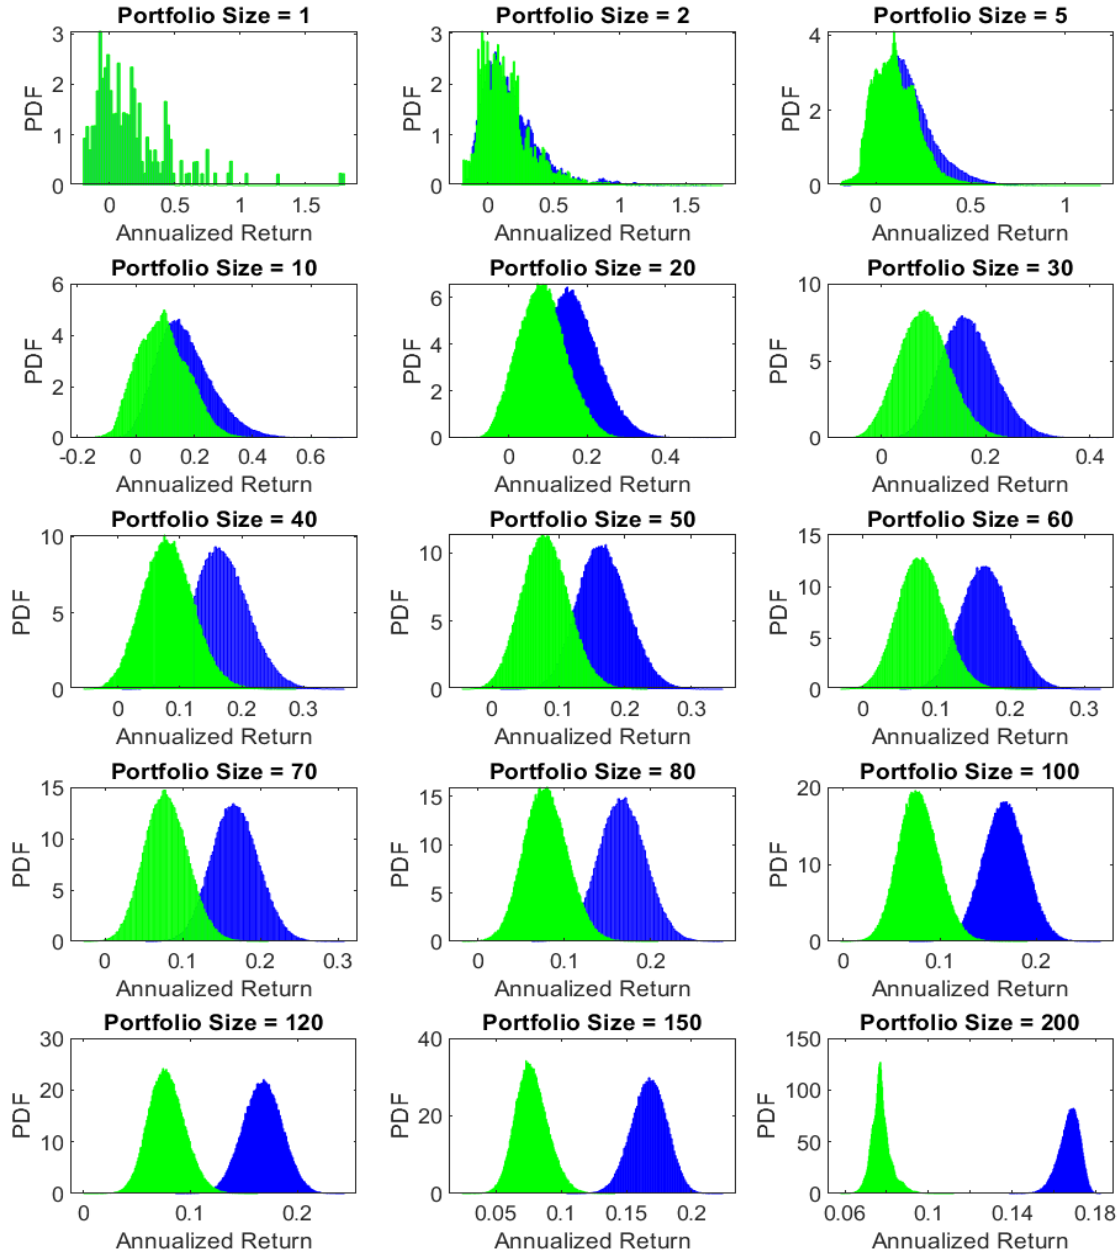 Portfolio Size = 1
Portfolio Size = 2
Portfolio Size = 5
PDF
3
2
1
0
0
0.5
1
1.5
Annualized Return
PDF
3
2
1
0
0
0.5
1
1.5
Annualized Return
PDF
4
2
0
0
0.5
1
Annualized Return
Portfolio Size = 10
Portfolio Size = 20
Portfolio Size = 30
PDF
6
4
2
0
-0.2
0
0.2
0.4
0.6
Annualized Return
PDF
6
4
2
0
0
0.2
0.4
Annualized Return
PDF
10
5
0
0
0.2
0.4
Annualized Return
Portfolio Size = 40
Portfolio Size = 50
Portfolio Size = 60
PDF
10
5
0
0
0.1
0.2
0.3
Annualized Return
PDF
10
5
0
0
0.1
0.2
0.3
Annualized Return
PDF
15
10
5
0
0
0.1
0.2
0.3
Annualized Return
Portfolio Size = 70
Portfolio Size = 80
Portfolio Size = 100
PDF
15
10
5
0
0
0.1
0.2
0.3
Annualized Return
PDF
15
10
5
0
0
0.1
0.2
Annualized Return
PDF
20
10
0
0
0.1
0.2
Annualized Return
Portfolio Size = 120
Portfolio Size = 150
Portfolio Size = 200
PDF
30
20
10
0
0
0.1
0.2
Annualized Return
PDF
40
20
0
0.05
0.1
0.15
0.2
Annualized Return
PDF
150
100
50
0
0.06
0.1
0.14
0.18
Annualized Return